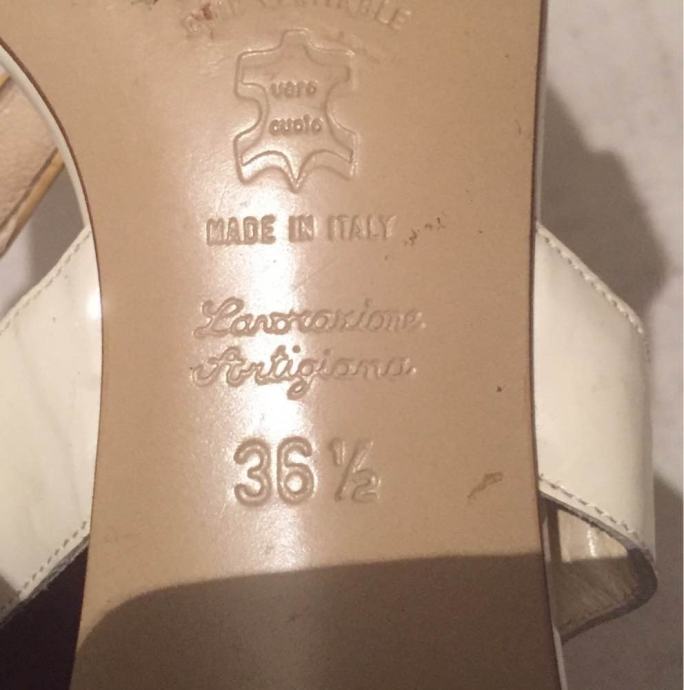 vero
cuoio
MADE IN ITALY
Lavorazione
Artigiana
36 ½